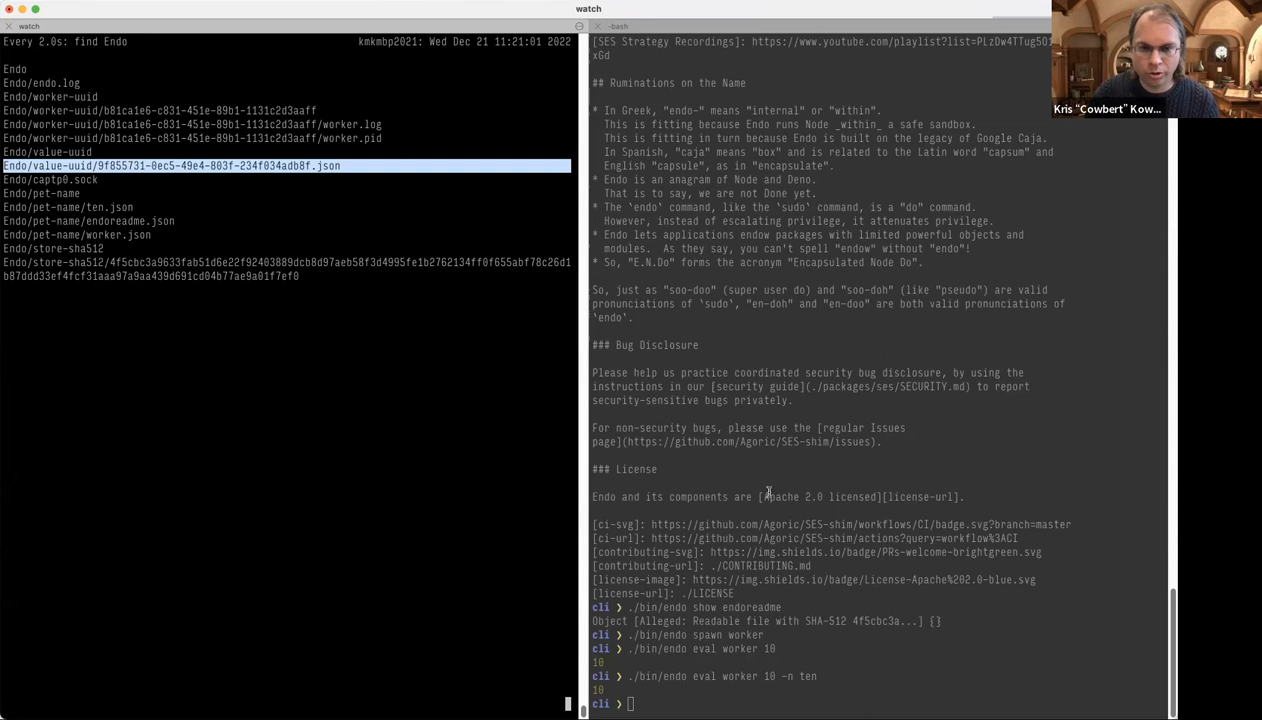 watch
watch
-bash
Every 2.0s: find Endo
kmkmbp2021: Wed Dec 21 11:21:01 2022
Endo
Endo/endo.log
Endo/worker-uuid
Endo/worker-uuid/b81ca1e6-c831-451e-89b1-1131c2d3aaff
Endo/worker-uuid/b81ca1e6-c831-451e-89b1-1131c2d3aaff/worker.log
Endo/worker-uuid/b81ca1e6-c831-451e-89b1-1131c2d3aaff/worker.pid
Endo/value-uuid
Endo/value-uuid/9f855731-0ec5-49e4-803f-234f034adb8f.json
Endo/captp0.sock
Endo/pet-name
Endo/pet-name/ten.json
Endo/pet-name/endoreadme.json
Endo/pet-name/worker.json
Endo/store-sha512
Endo/store-sha512/4f5cbc3a9633fab51d6e22f92403889dcb8d97aeb58f3d4995fe1b2762134ff0f655abf78c26d1
b87ddd33ef4fcf31aaa97a9aa439d691cd04b77ae9a01f7ef0
[SES Strategy Recordings]: https://www.youtube.com/playlist?list=PLzDw4TTug5O1
xGd
## Ruminations on the Name
* In Greek, "endo-" means "internal" or "within".
This is fitting because Endo runs Node _within_ a safe sandbox.
This is fitting in turn because Endo is built on the legacy of Google Caja.
In Spanish, "caja" means "box" and is related to the Latin word "capsum" and
English "capsule", as in "encapsulate".
* Endo is an anagram of Node and Deno.
That is to say, we are not Done yet.
* The `endo` command, like the `sudo` command, is a "do" command.
However, instead of escalating privilege, it attenuates privilege.
* Endo lets applications endow packages with limited powerful objects and
modules.  As they say, you can't spell "endow" without "endo"!
* So, "E.N.Do" forms the acronym "Encapsulated Node Do".
So, just as "soo-doo" (super user do) and "soo-doh" (like "pseudo") are valid
pronunciations of `sudo`, "en-doh" and "en-doo" are both valid pronunciations of
`endo`.
### Bug Disclosure
Please help us practice coordinated security bug disclosure, by using the
instructions in our [security guide](./packages/ses/SECURITY.md) to report
security-sensitive bugs privately.
For non-security bugs, please use the [regular Issues
page](https://github.com/Agoric/SES-shim/issues).
### License
Endo and its components are [Apache 2.0 licensed][license-url].
[ci-svg]: https://github.com/Agoric/SES-shim/workflows/CI/badge.svg?branch=master
[ci-url]: https://github.com/Agoric/SES-shim/actions?query=workflow%3ACI
[contributing-svg]: https://img.shields.io/badge/PRs-welcome-brightgreen.svg
[contributing-url]: ./CONTRIBUTING.md
[license-image]: https://img.shields.io/badge/License-Apache%202.0-blue.svg
[license-url]: ./LICENSE
cli ❯ ./bin/endo show endoreadme
Object [Alleged: Readable file with SHA-512 4f5cbc3a...] {}
cli ❯ ./bin/endo spawn worker
cli ❯ ./bin/endo eval worker 10
10
cli ❯ ./bin/endo eval worker 10 -n ten
10
cli ❯
Kris “Cowbert” Kow...